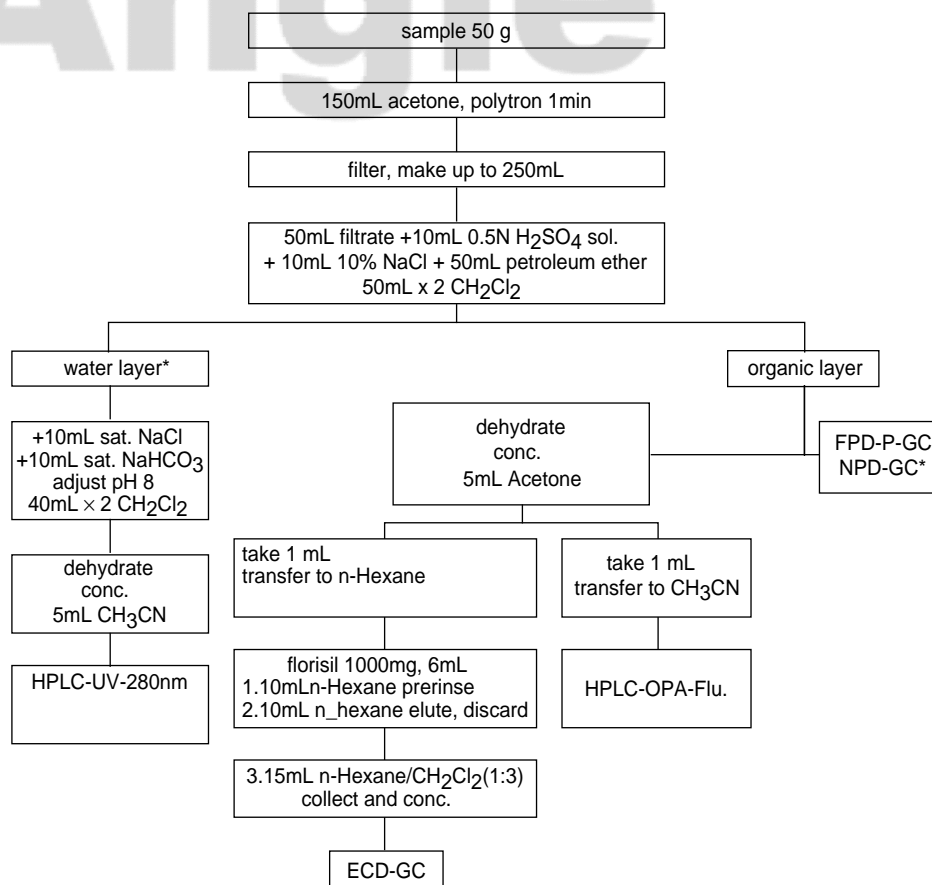 Angle
sample 50 g
150mL acetone, polytron 1min
filter, make up to 250mL
50mL filtrate +10mL 0.5N H₂SO₄ sol.
+ 10mL 10% NaCl + 50mL petroleum ether
50mL x 2 CH₂Cl₂
water layer*
organic layer
+10mL sat. NaCl
+10mL sat. NaHCO₃
adjust pH 8
40mL × 2 CH₂Cl₂
dehydrate
conc.
5mL Acetone
FPD-P-GC
NPD-GC*
dehydrate
conc.
5mL CH₃CN
take 1 mL
transfer to n-Hexane
take 1 mL
transfer to CH₃CN
HPLC-UV-280nm
florisil 1000mg, 6mL
1.10mLn-Hexane prerinse
2.10mL n_hexane elute, discard
HPLC-OPA-Flu.
3.15mL n-Hexane/CH₂Cl₂(1:3)
collect and conc.
ECD-GC